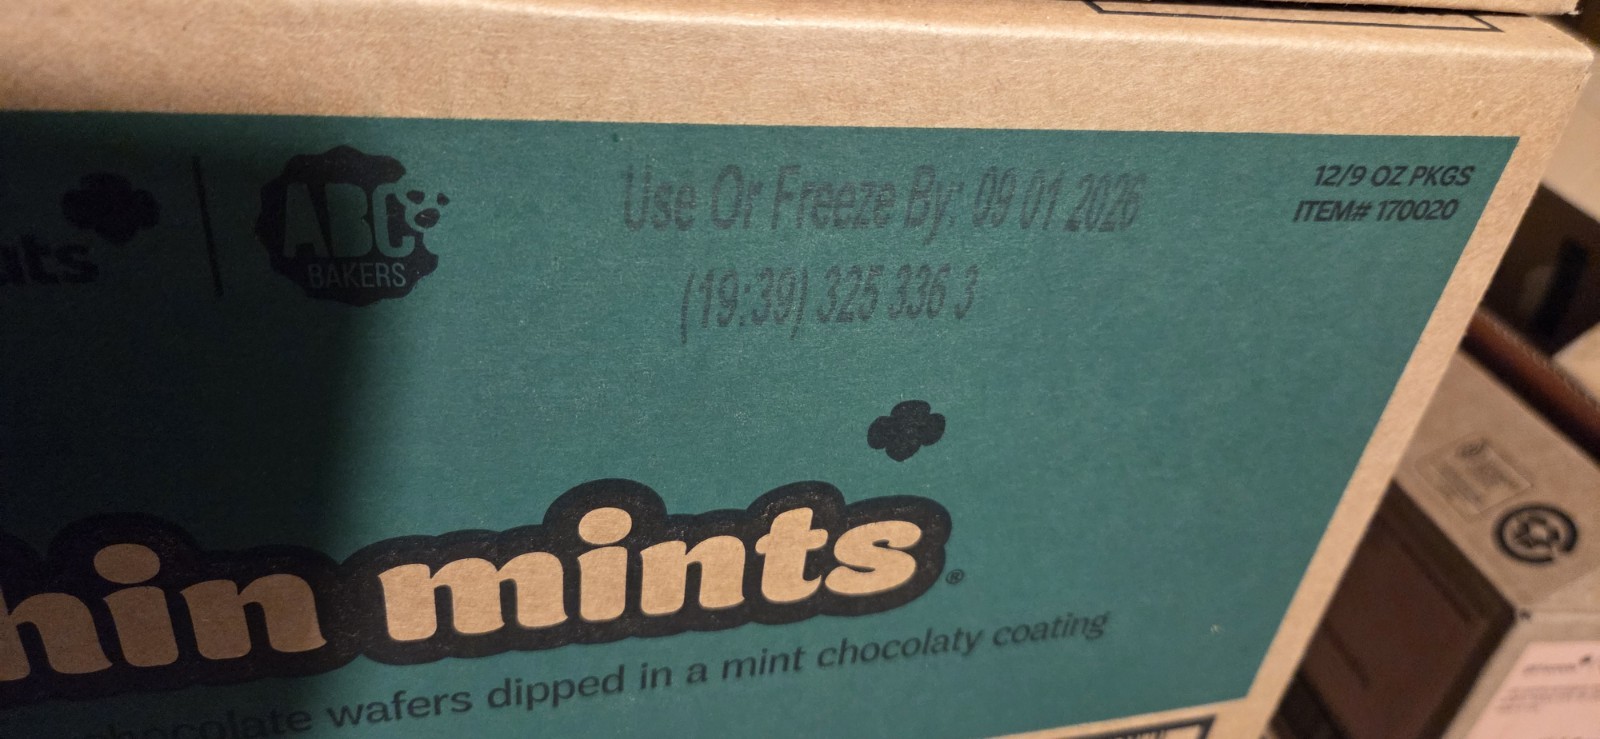 ABC
BAKERS
Use Or Freeze By: 09 01 2026
(19:39) 325 336 3
12/9 OZ PKGS
ITEM# 170020
hin mints®
chocolate wafers dipped in a mint chocolaty coating